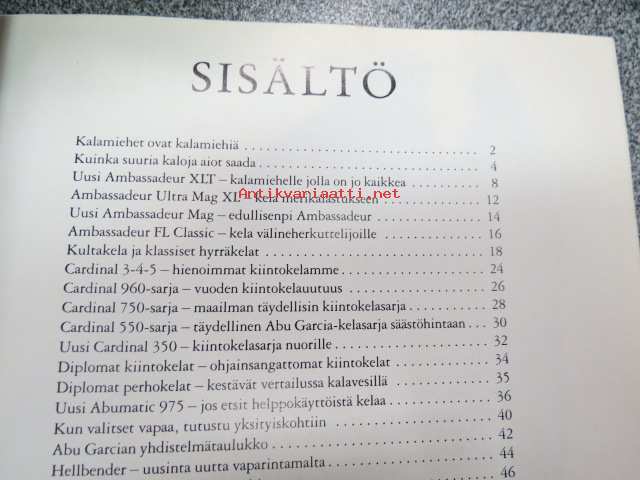 SISÄLTÖ
Kalamiehet ovat kalamiehiä 2
Kuinka suuria kaloja aiot saada 4
Uusi Ambassadeur XLT – kalamiehelle jolla on jo kaikkea 8
Antikvariaatti.net
Ambassadeur Ultra Mag XL – kela merikalastukseen 12
Uusi Ambassadeur Mag – edullisenpi Ambassadeur 14
Ambassadeur FL Classic – kela välineherkuttelijoille 16
Kultakela ja klassiset hyrräkelat 18
Cardinal 3-4-5 – hienoimmat kiintokelamme 24
Cardinal 960-sarja – vuoden kiintokelauutuus 26
Cardinal 750-sarja – maailman täydellisin kiintokelasarja 28
Cardinal 550-sarja – täydellinen Abu Garcia-kelasarja säästöhintaan 30
Uusi Cardinal 350 – kiintokelasarja nuorille 32
Diplomat kiintokelat – ohjainsangattomat kiintokelat 34
Diplomat perhokelat – kestävät vertailussa kalavesillä 35
Uusi Abumatic 975 – jos etsit helppokäyttöistä kelaa 36
Kun valitset vapaa, tutustu yksityiskohtiin 40
Abu Garcian yhdistelmätaulukko 42
Hellbender – uusinta uutta vaparintamalta 44
46